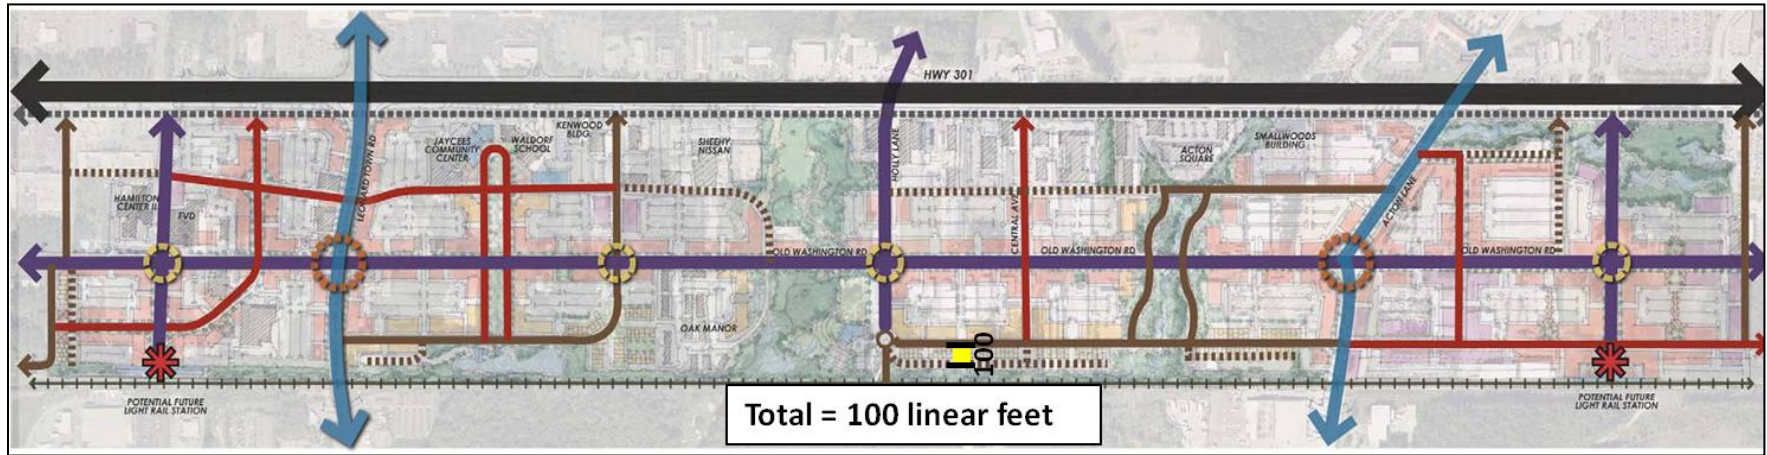 HWY 301
LEONARD TOWN RD
JAYCEES
COMMUNITY
CENTER
WALDORF
SCHOOL
KENWOOD
BLDG.
SHEEHY
NISSAN
HOLLY LANE
ACTON
SQUARE
SMALLWOODS
BUILDING
HAMILTON
CENTER II
FVD
CENTRAL AVE
ACTON LANE
OLD WASHINGTON RD
OLD WASHINGTON RD
OLD WASHINGTON RD
OAK MANOR
100
POTENTIAL FUTURE
LIGHT RAIL STATION
Total = 100 linear feet
POTENTIAL FUTURE
LIGHT RAIL STATION